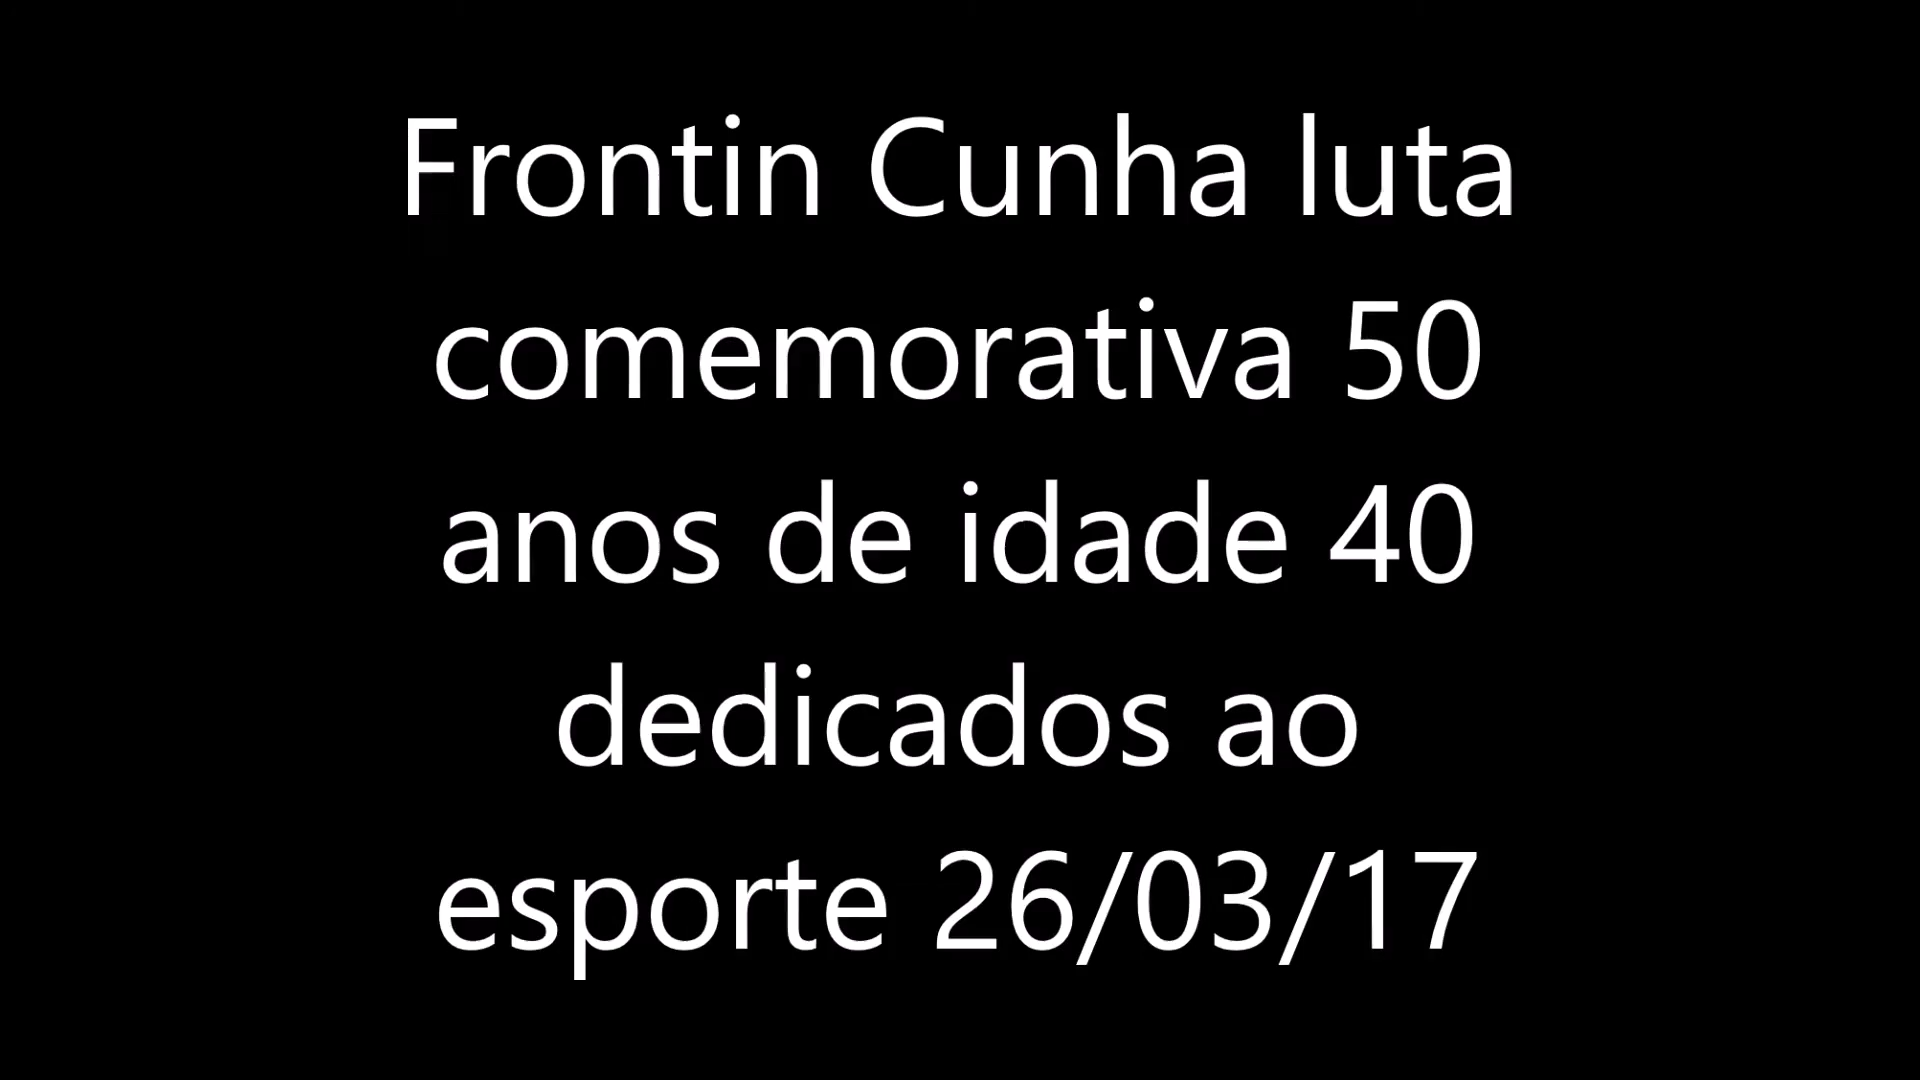 Frontin Cunha luta
comemorativa 50
anos de idade 40
dedicados ao
esporte 26/03/17